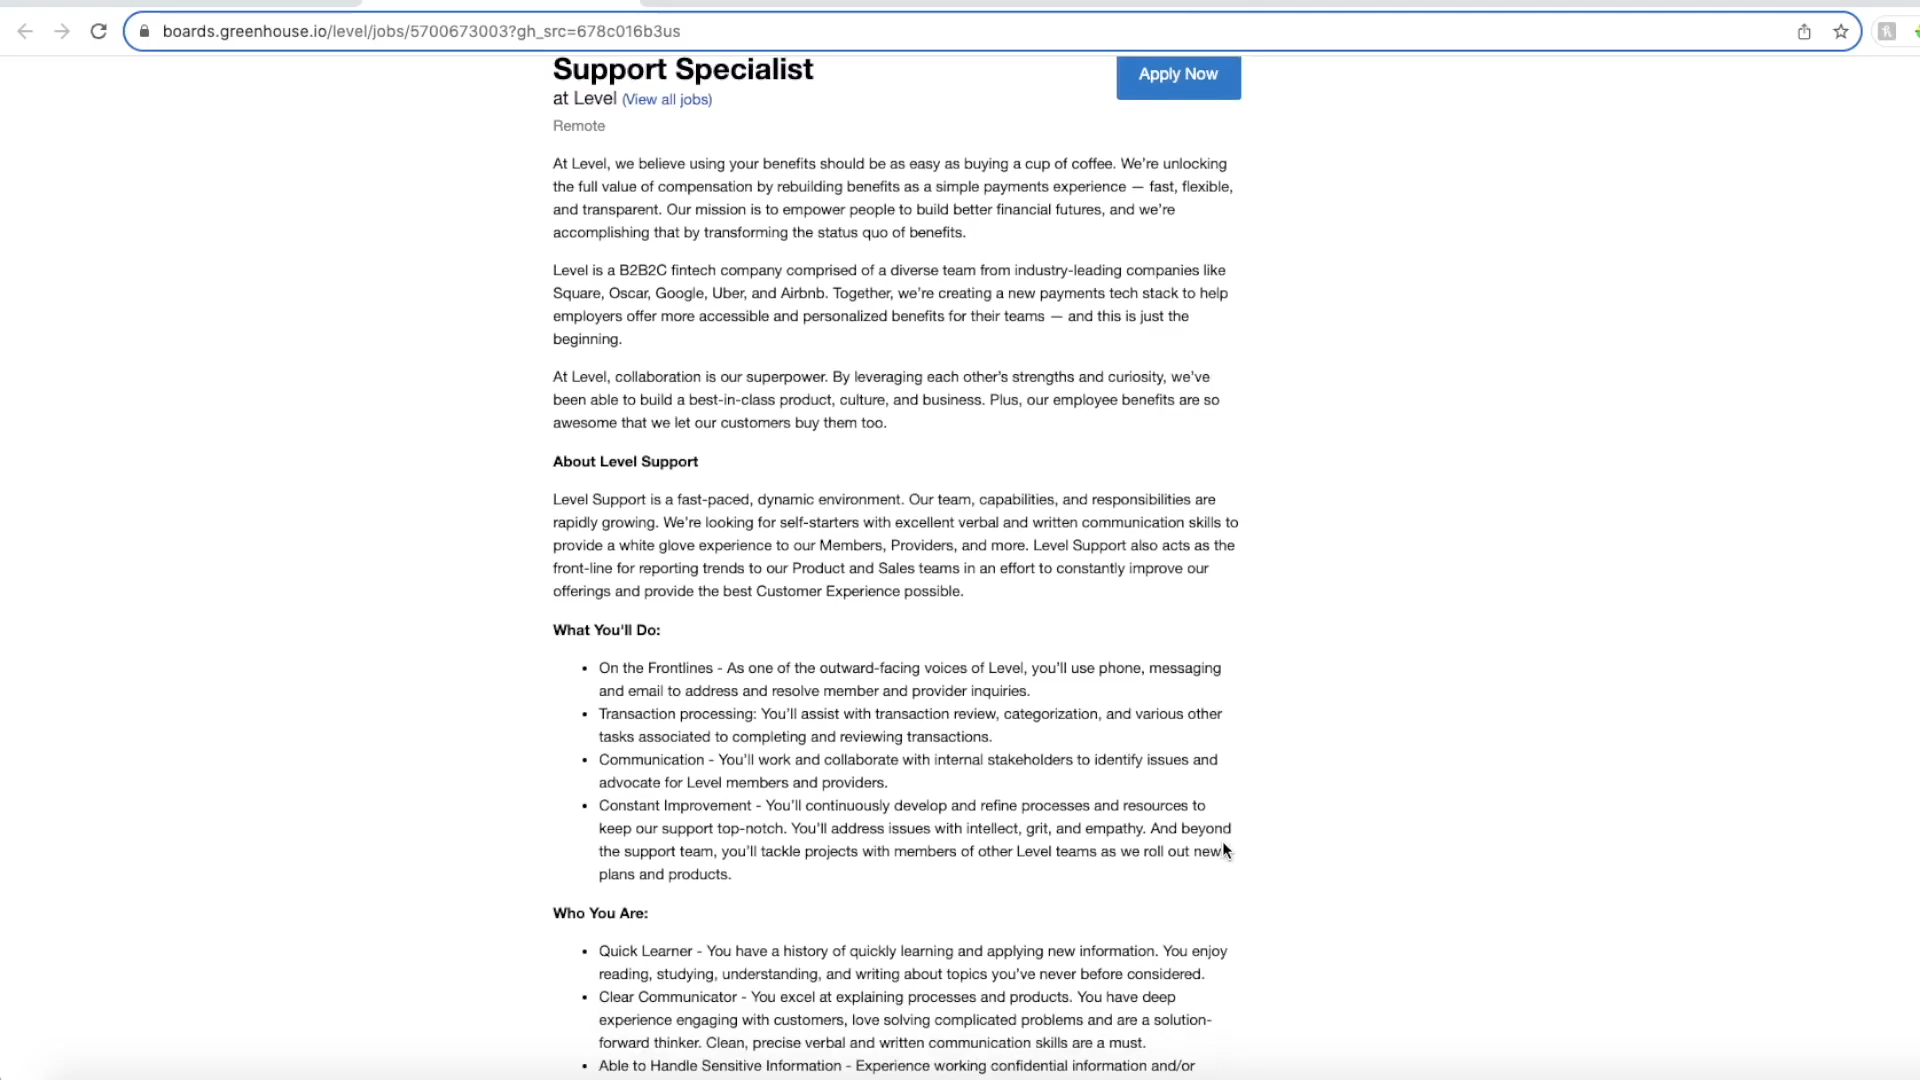 boards.greenhouse.io/level/jobs/5700673003?gh_src=678c016b3us
Support Specialist
Apply Now
at Level (View all jobs)
Remote
At Level, we believe using your benefits should be as easy as buying a cup of coffee. We’re unlocking
the full value of compensation by rebuilding benefits as a simple payments experience — fast, flexible,
and transparent. Our mission is to empower people to build better financial futures, and we’re
accomplishing that by transforming the status quo of benefits.
Level is a B2B2C fintech company comprised of a diverse team from industry-leading companies like
Square, Oscar, Google, Uber, and Airbnb. Together, we’re creating a new payments tech stack to help
employers offer more accessible and personalized benefits for their teams — and this is just the
beginning.
At Level, collaboration is our superpower. By leveraging each other’s strengths and curiosity, we’ve
been able to build a best-in-class product, culture, and business. Plus, our employee benefits are so
awesome that we let our customers buy them too.
About Level Support
Level Support is a fast-paced, dynamic environment. Our team, capabilities, and responsibilities are
rapidly growing. We’re looking for self-starters with excellent verbal and written communication skills to
provide a white glove experience to our Members, Providers, and more. Level Support also acts as the
front-line for reporting trends to our Product and Sales teams in an effort to constantly improve our
offerings and provide the best Customer Experience possible.
What You'll Do:
• On the Frontlines - As one of the outward-facing voices of Level, you’ll use phone, messaging
and email to address and resolve member and provider inquiries.
• Transaction processing: You’ll assist with transaction review, categorization, and various other
tasks associated to completing and reviewing transactions.
• Communication - You’ll work and collaborate with internal stakeholders to identify issues and
advocate for Level members and providers.
• Constant Improvement - You’ll continuously develop and refine processes and resources to
keep our support top-notch. You’ll address issues with intellect, grit, and empathy. And beyond
the support team, you’ll tackle projects with members of other Level teams as we roll out new
plans and products.
Who You Are:
• Quick Learner - You have a history of quickly learning and applying new information. You enjoy
reading, studying, understanding, and writing about topics you’ve never before considered.
• Clear Communicator - You excel at explaining processes and products. You have deep
experience engaging with customers, love solving complicated problems and are a solution-
forward thinker. Clean, precise verbal and written communication skills are a must.
• Able to Handle Sensitive Information - Experience working confidential information and/or